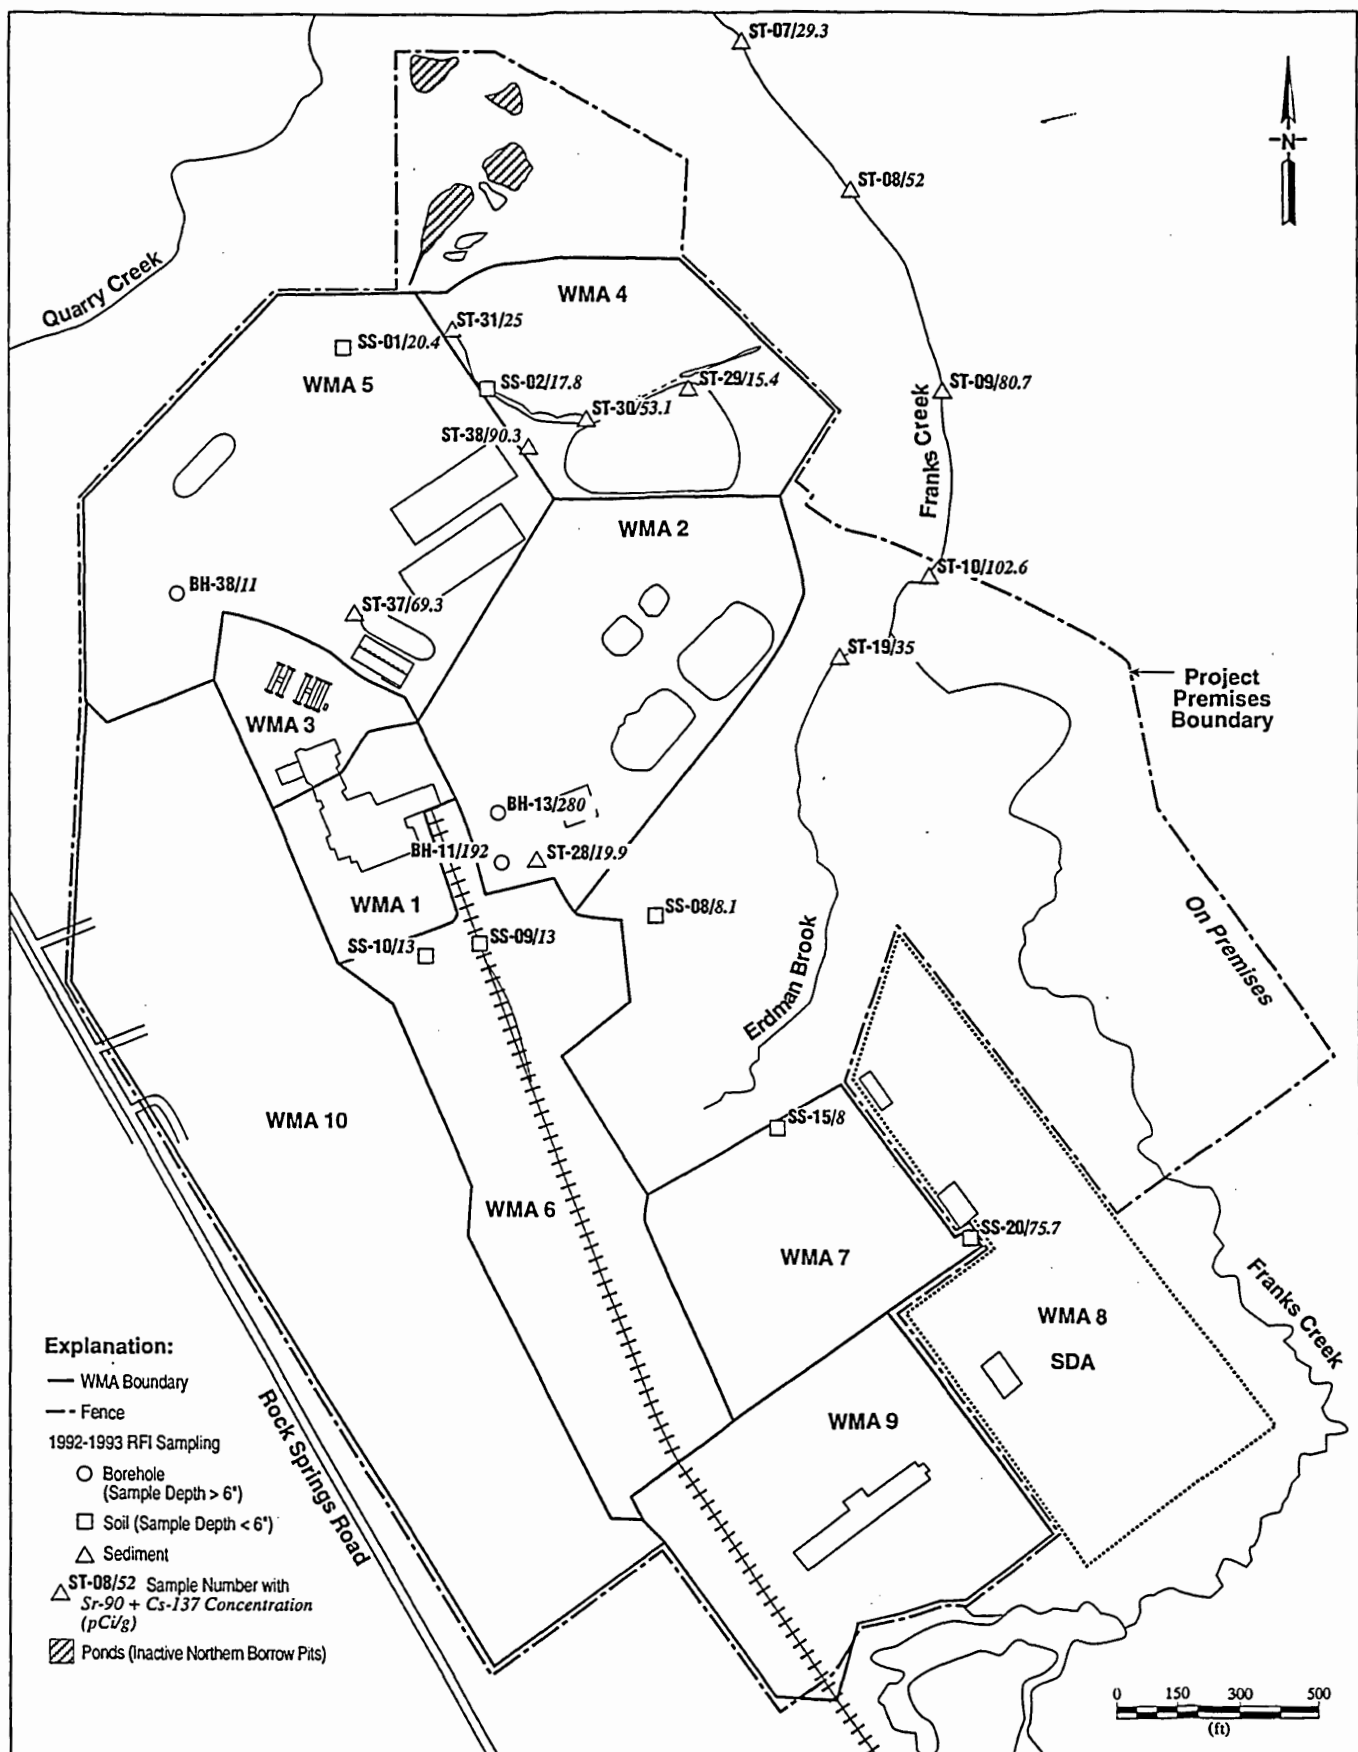 ST-07/29.3
N
ST-08/52
Quarry Creek
WMA 4
ST-31/25
SS-01/20.4
WMA 5
SS-02/17.8
ST-29/15.4
ST-09/80.7
ST-30/53.1
ST-38/90.3
Franks Creek
WMA 2
ST-10/102.6
BH-38/11
ST-37/69.3
ST-19/35
Project
Premises
Boundary
WMA 3
BH-13/280
BH-11/192
ST-28/19.9
WMA 1
SS-08/8.1
SS-10/13
SS-09/13
On Premises
Erdman Brook
WMA 10
SS-15/8
WMA 6
SS-20/75.7
WMA 7
Franks Creek
WMA 8
SDA
WMA 9
Rock Springs Road
Explanation:
WMA Boundary
Fence
1992-1993 RFI Sampling
Borehole
(Sample Depth > 6")
Soil (Sample Depth < 6")
Sediment
ST-08/52 Sample Number with
Sr-90 + Cs-137 Concentration
(pCi/g)
Ponds (Inactive Northern Borrow Pits)
0 150 300 500
(ft)